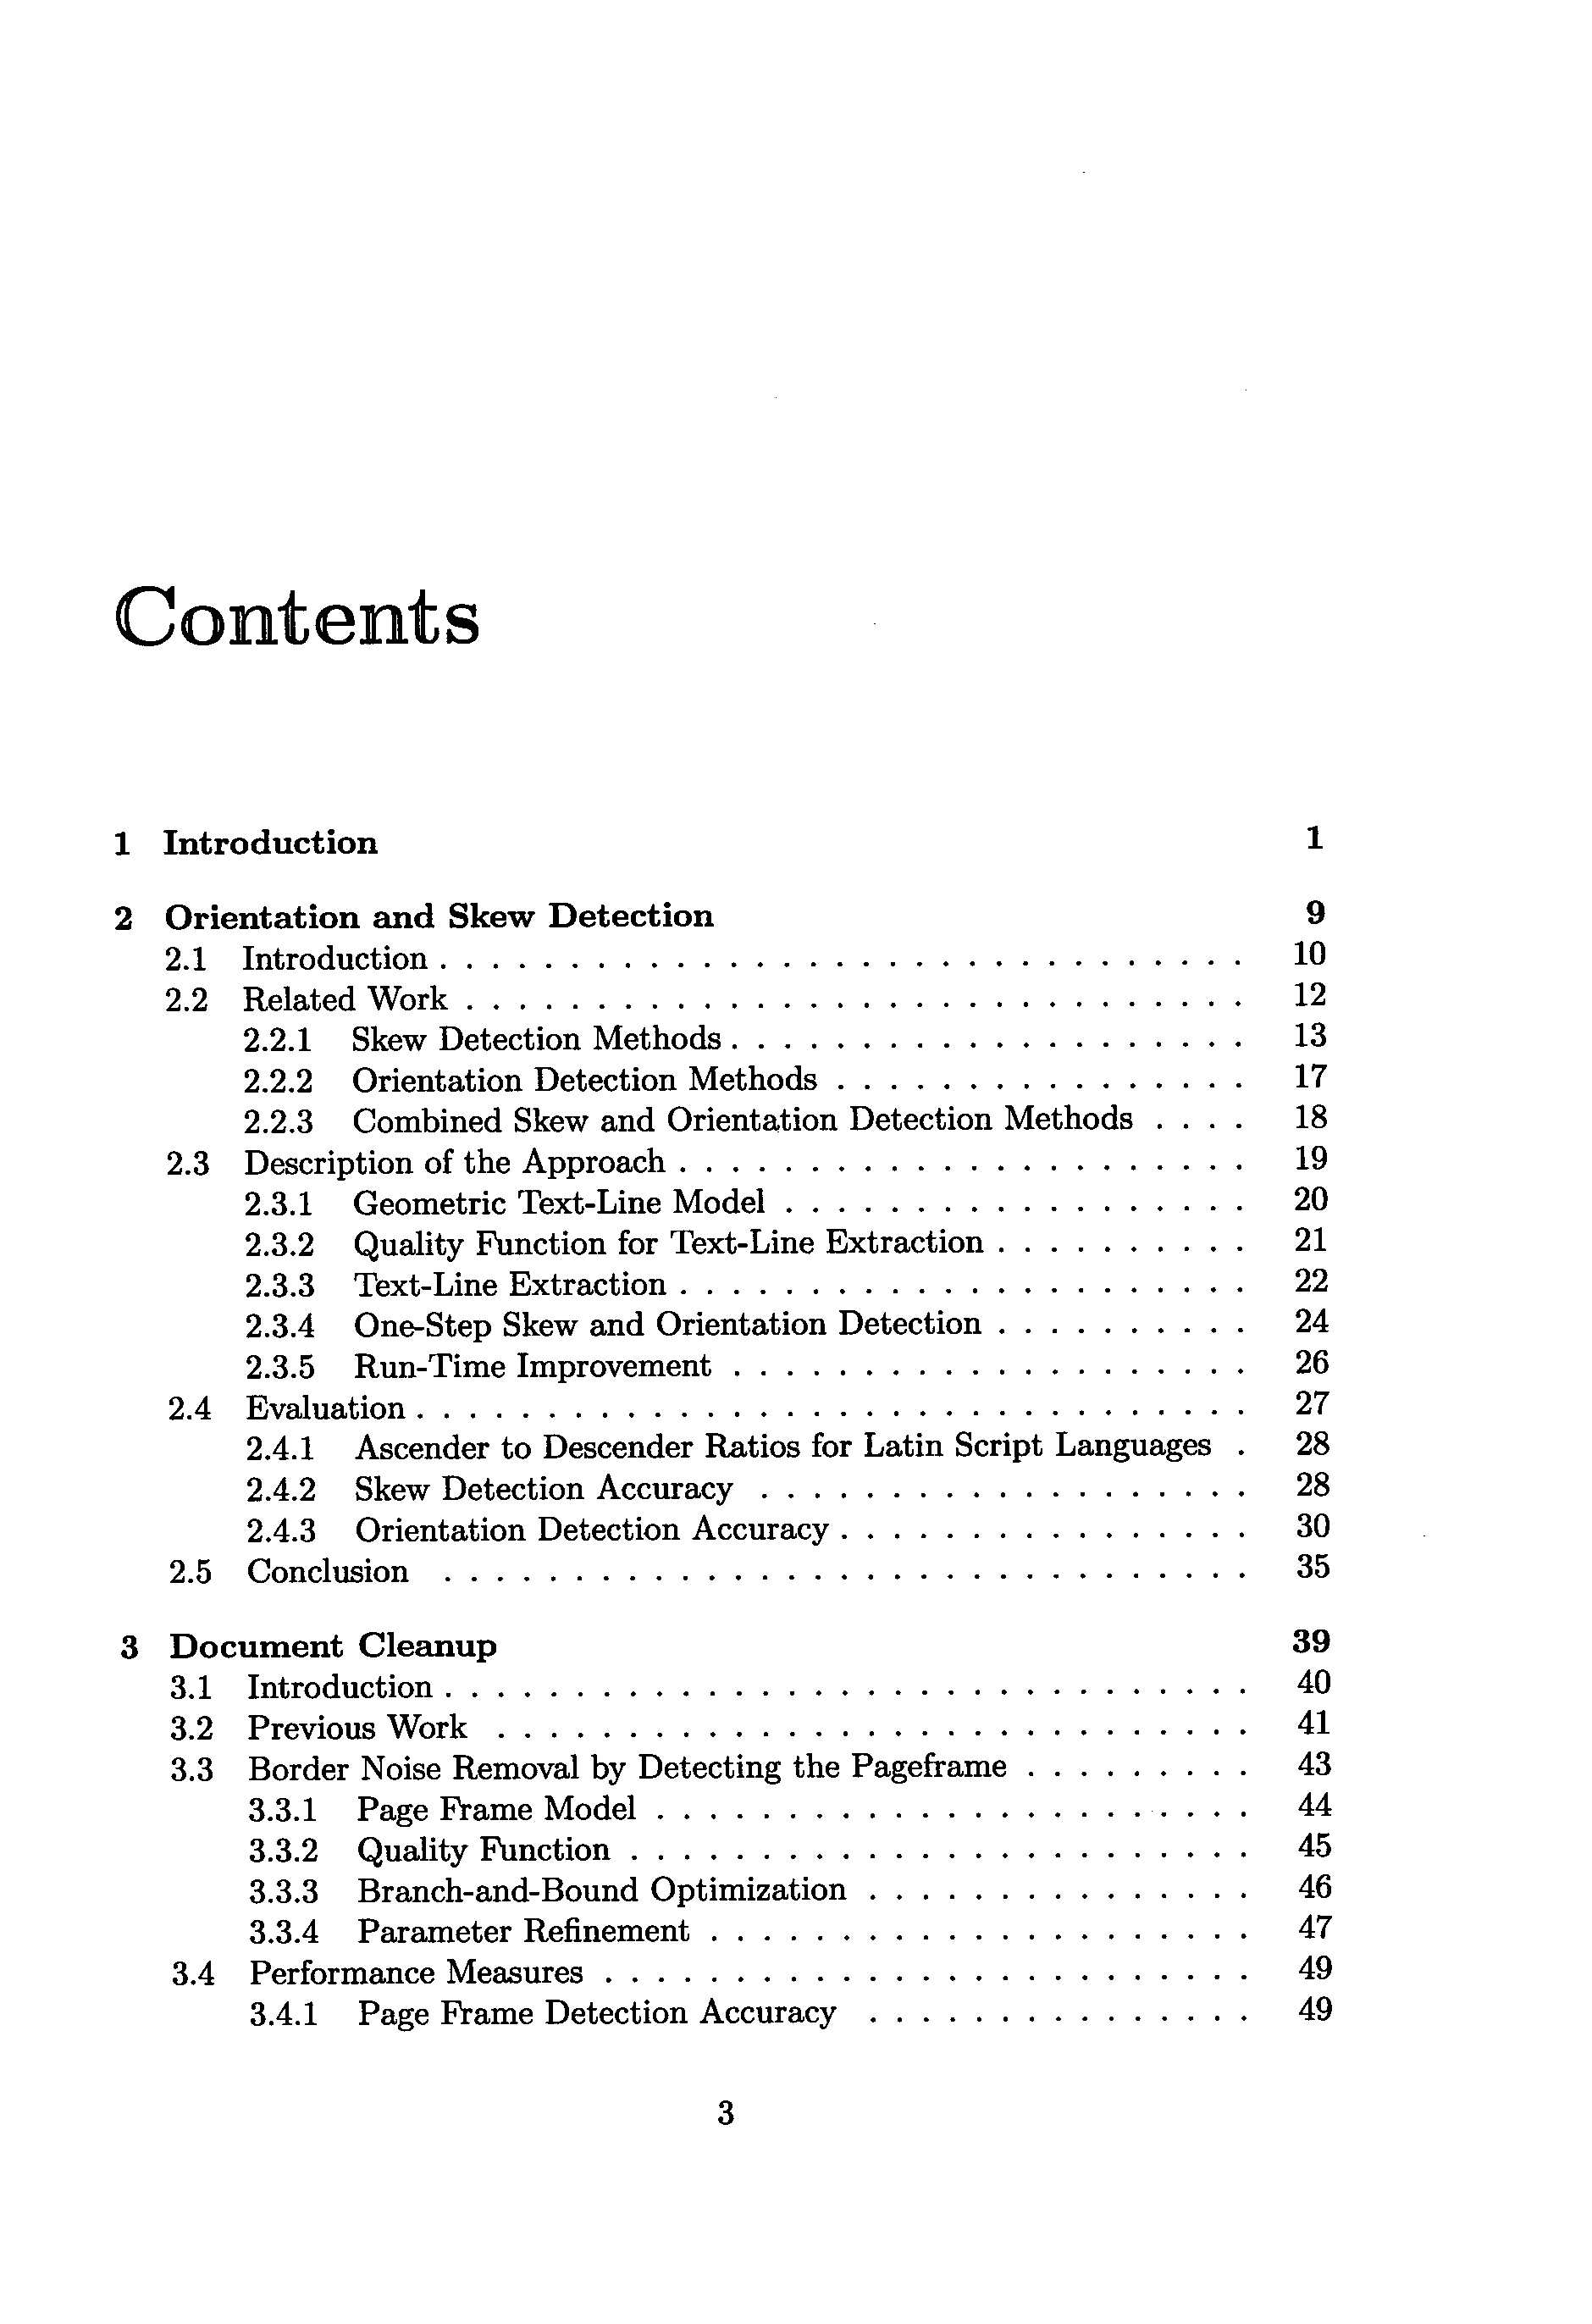 Contents
1 Introduction 1
2 Orientation and Skew Detection 9
2.1 Introduction . . . . . . . . . . . . . . . . . . . . . . . . . . . . . . . 10
2.2 Related Work . . . . . . . . . . . . . . . . . . . . . . . . . . . . . . 12
2.2.1 Skew Detection Methods . . . . . . . . . . . . . . . . . . . . 13
2.2.2 Orientation Detection Methods . . . . . . . . . . . . . . . . 17
2.2.3 Combined Skew and Orientation Detection Methods . . . . 18
2.3 Description of the Approach . . . . . . . . . . . . . . . . . . . . . . 19
2.3.1 Geometric Text-Line Model . . . . . . . . . . . . . . . . . . 20
2.3.2 Quality Function for Text-Line Extraction . . . . . . . . . . 21
2.3.3 Text-Line Extraction . . . . . . . . . . . . . . . . . . . . . . 22
2.3.4 One-Step Skew and Orientation Detection . . . . . . . . . . 24
2.3.5 Run-Time Improvement . . . . . . . . . . . . . . . . . . . . 26
2.4 Evaluation . . . . . . . . . . . . . . . . . . . . . . . . . . . . . . . . 27
2.4.1 Ascender to Descender Ratios for Latin Script Languages . 28
2.4.2 Skew Detection Accuracy . . . . . . . . . . . . . . . . . . . 28
2.4.3 Orientation Detection Accuracy . . . . . . . . . . . . . . . . 30
2.5 Conclusion . . . . . . . . . . . . . . . . . . . . . . . . . . . . . . . 35
3 Document Cleanup 39
3.1 Introduction . . . . . . . . . . . . . . . . . . . . . . . . . . . . . . . 40
3.2 Previous Work . . . . . . . . . . . . . . . . . . . . . . . . . . . . . 41
3.3 Border Noise Removal by Detecting the Pageframe . . . . . . . . . 43
3.3.1 Page Frame Model . . . . . . . . . . . . . . . . . . . . . . . 44
3.3.2 Quality Function . . . . . . . . . . . . . . . . . . . . . . . . 45
3.3.3 Branch-and-Bound Optimization . . . . . . . . . . . . . . . 46
3.3.4 Parameter Refinement . . . . . . . . . . . . . . . . . . . . . 47
3.4 Performance Measures . . . . . . . . . . . . . . . . . . . . . . . . . 49
3.4.1 Page Frame Detection Accuracy . . . . . . . . . . . . . . . 49
3